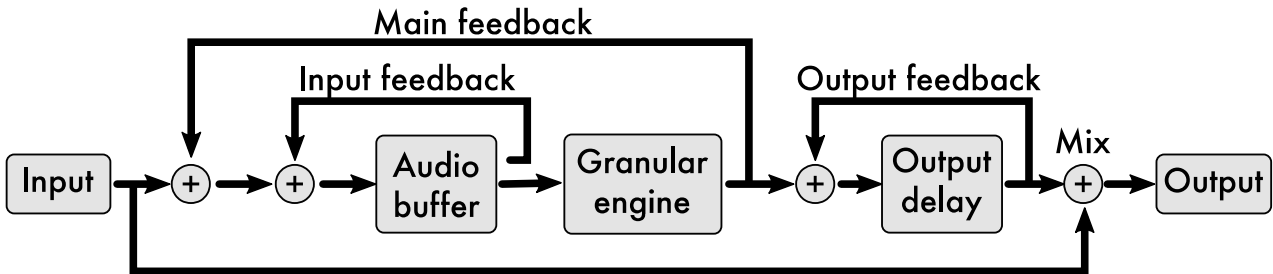 Main feedback
Input feedback
Output feedback
Mix
Input
+
+
Audio
buffer
Granular
engine
+
Output
delay
+
Output